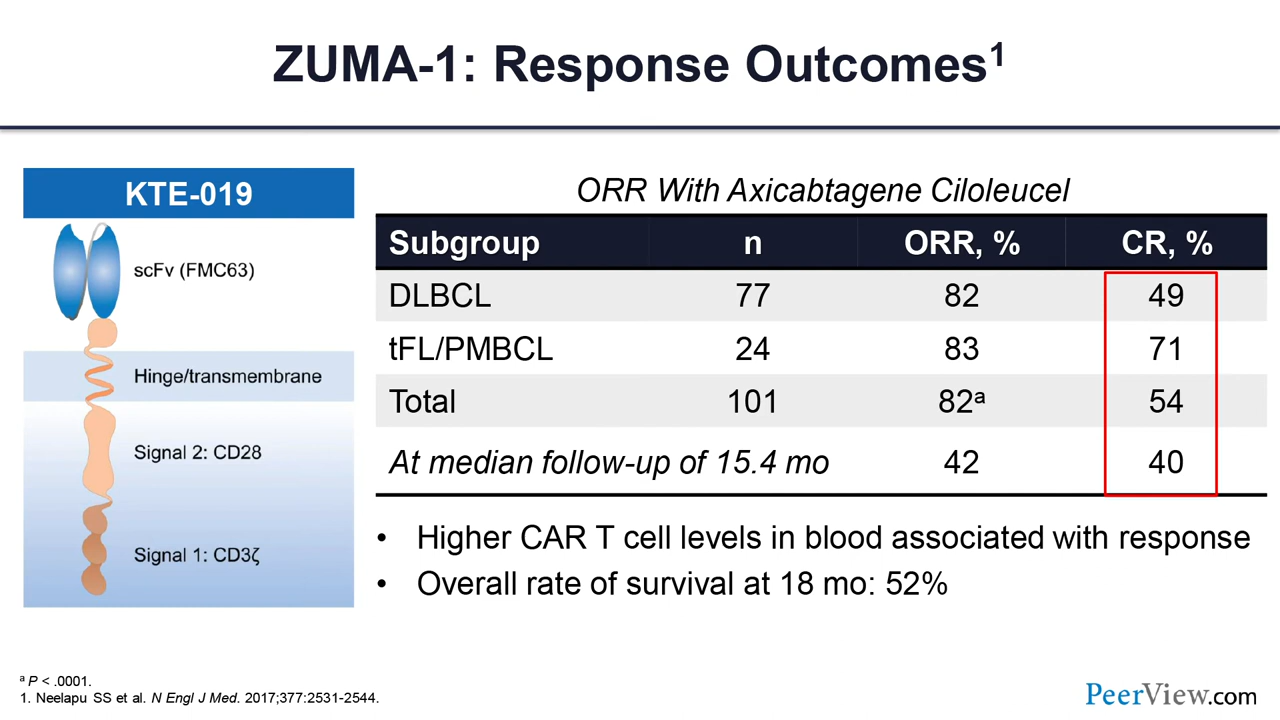 ZUMA-1: Response Outcomes¹
KTE-019
scFv (FMC63)
Hinge/transmembrane
Signal 2: CD28
Signal 1: CD3ζ
ORR With Axicabtagene Ciloleucel
Subgroup n ORR, % CR, %
DLBCL 77 82 49
tFL/PMBCL 24 83 71
Total 101 82ᵃ 54
At median follow-up of 15.4 mo 42 40
• Higher CAR T cell levels in blood associated with response
• Overall rate of survival at 18 mo: 52%
ᵃ P < .0001.
1. Neelapu SS et al. N Engl J Med. 2017;377:2531-2544.
PeerView.com